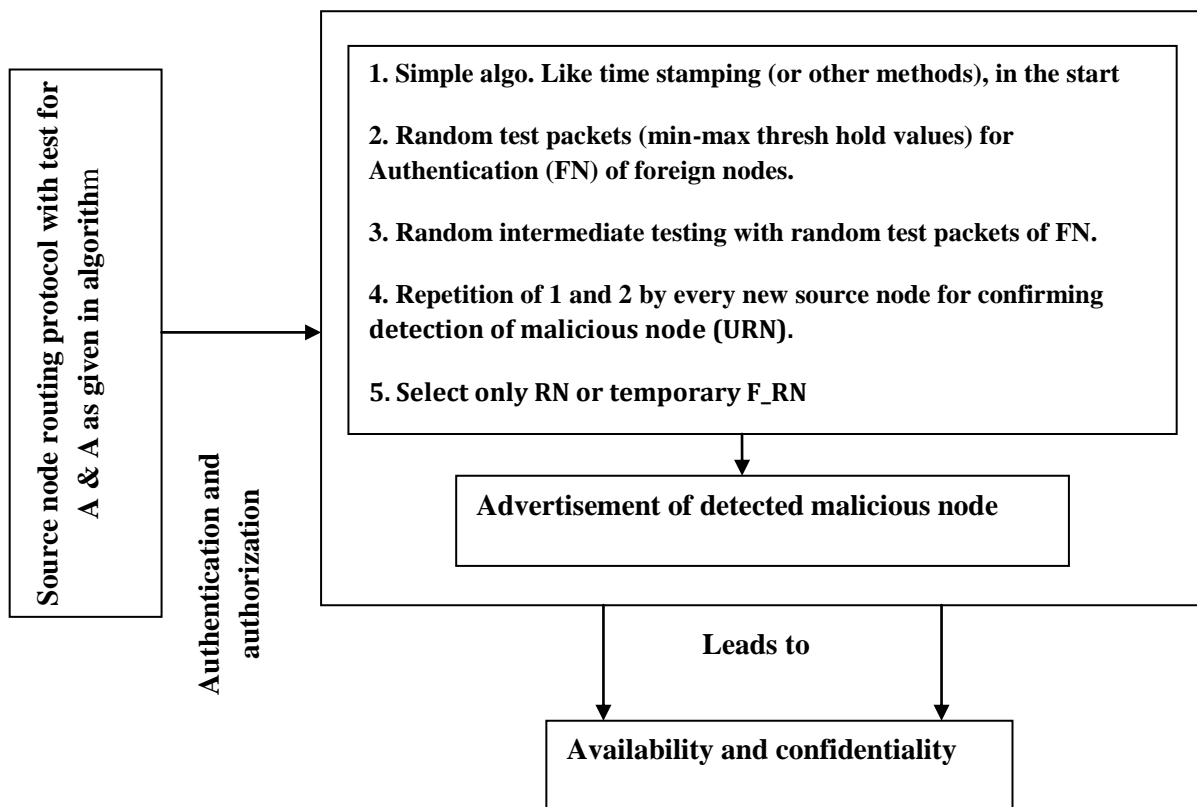 Source node routing protocol with test for
A & A as given in algorithm
Authentication and
authorization
1. Simple algo. Like time stamping (or other methods), in the start
2. Random test packets (min-max thresh hold values) for
Authentication (FN) of foreign nodes.
3. Random intermediate testing with random test packets of FN.
4. Repetition of 1 and 2 by every new source node for confirming
detection of malicious node (URN).
5. Select only RN or temporary F_RN
Advertisement of detected malicious node
Leads to
Availability and confidentiality